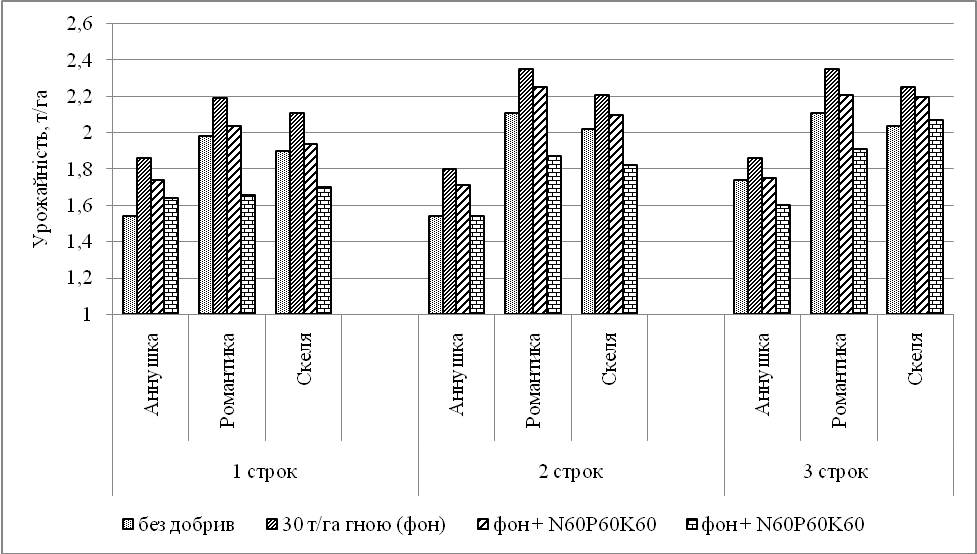 2,6
2,4
2,2
2
1,8
1,6
1,4
1,2
1
Урожайність, т/га
Аннушка
Романтика
Скеля
Аннушка
Романтика
Скеля
Аннушка
Романтика
Скеля
1 строк
2 строк
3 строк
без добрив
30 т/га гною (фон)
фон + N60P60K60
фон + N60P60K60